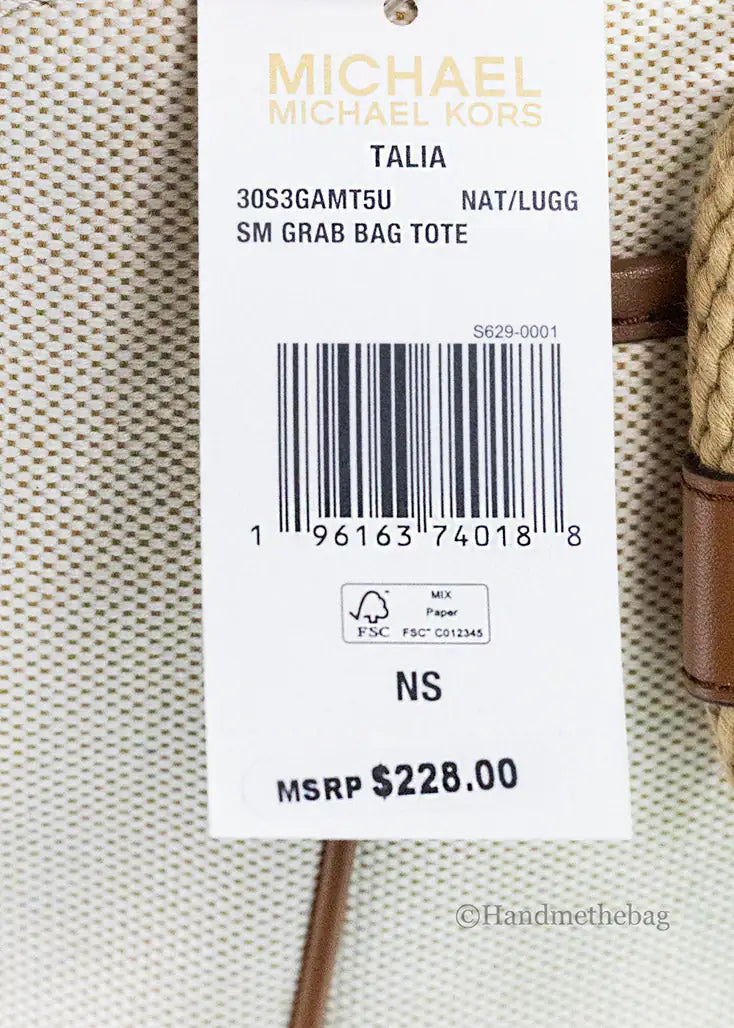 MICHAEL
MICHAEL KORS
TALIA
30S3GAMT5U NAT/LUGG
SM GRAB BAG TOTE
S629-0001
1 96163 74018 8
FSC
MIX
Paper
FSC™ C012345
NS
MSRP $228.00
©Handmethebag